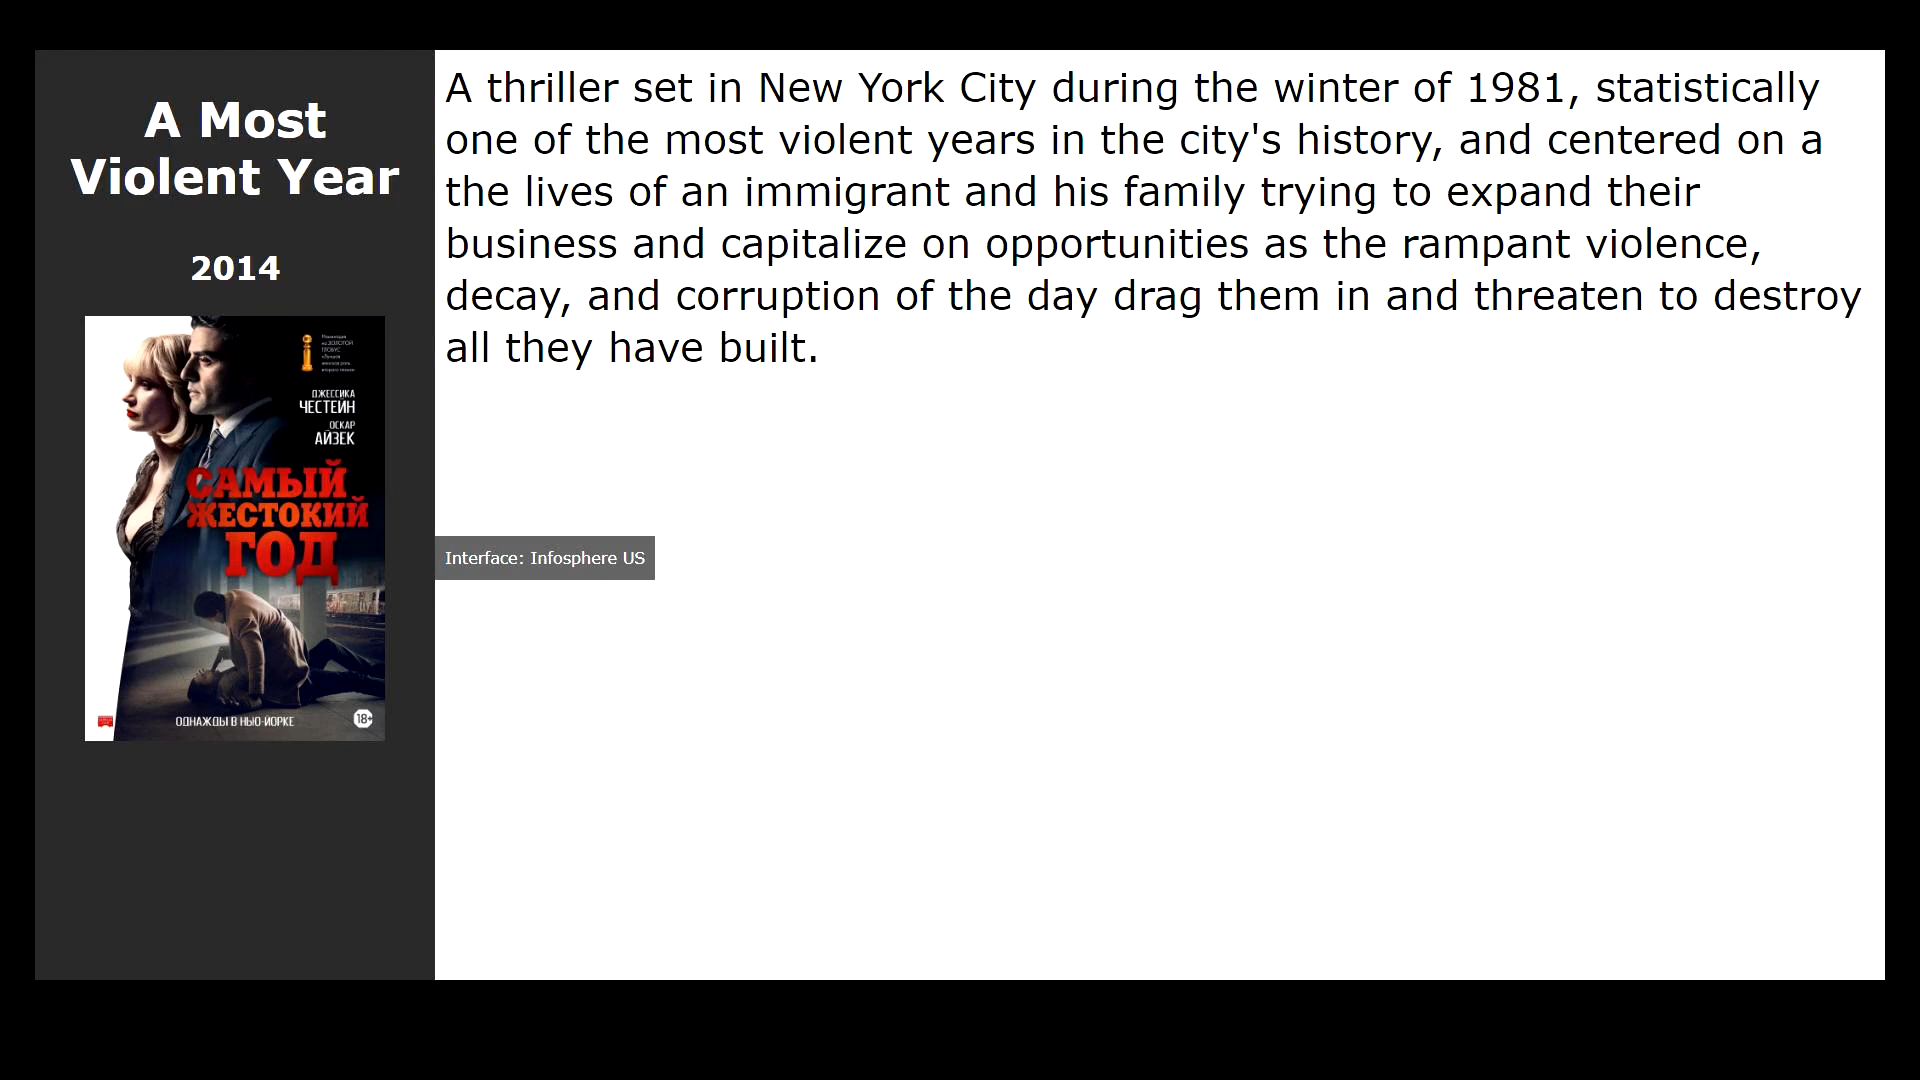 A Most
Violent Year
2014
ДЖЕССИКА
ЧЕСТЕЙН
ОСКАР
АЙЗЕК
САМЫЙ
ЖЕСТОКИЙ
ГОД
ОДНАЖДЫ В НЬЮ-ЙОРКЕ
18+
A thriller set in New York City during the winter of 1981, statistically
one of the most violent years in the city's history, and centered on a
the lives of an immigrant and his family trying to expand their
business and capitalize on opportunities as the rampant violence,
decay, and corruption of the day drag them in and threaten to destroy
all they have built.
Interface: Infosphere US